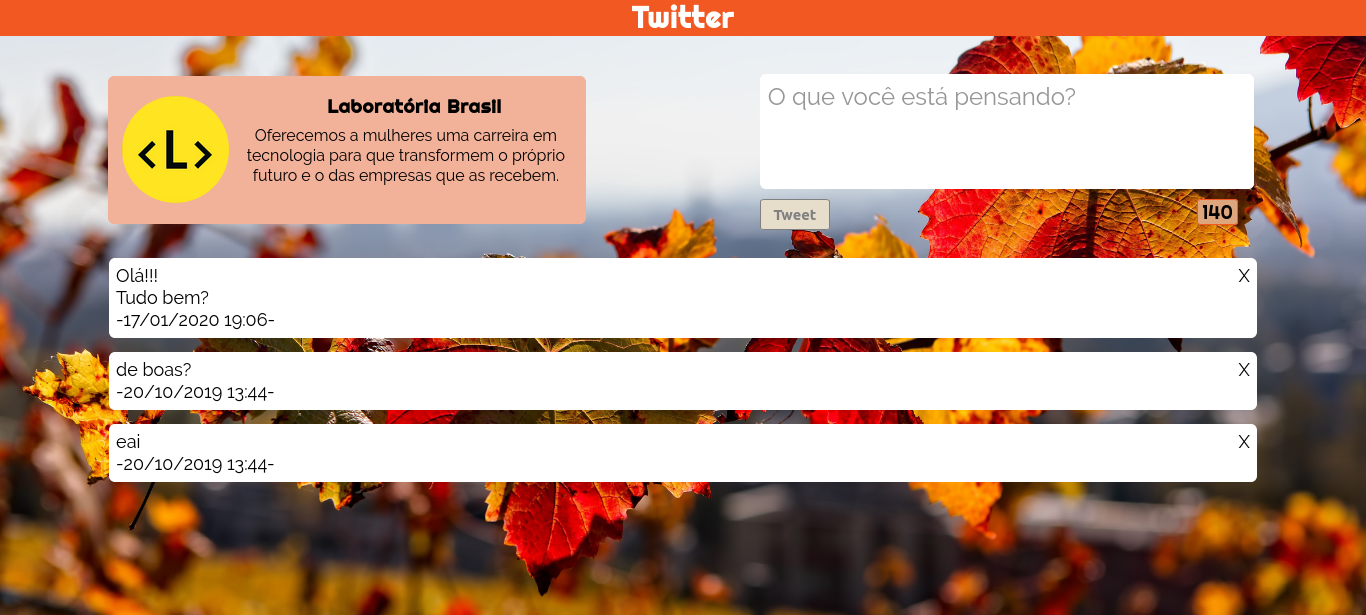 Twitter
<L>
Laboratória Brasil
Oferecemos a mulheres uma carreira em
tecnologia para que transformem o próprio
futuro e o das empresas que as recebem.
O que você está pensando?
Tweet
140
Olá!!!
X
Tudo bem?
-17/01/2020 19:06-
de boas?
X
-20/10/2019 13:44-
eai
X
-20/10/2019 13:44-